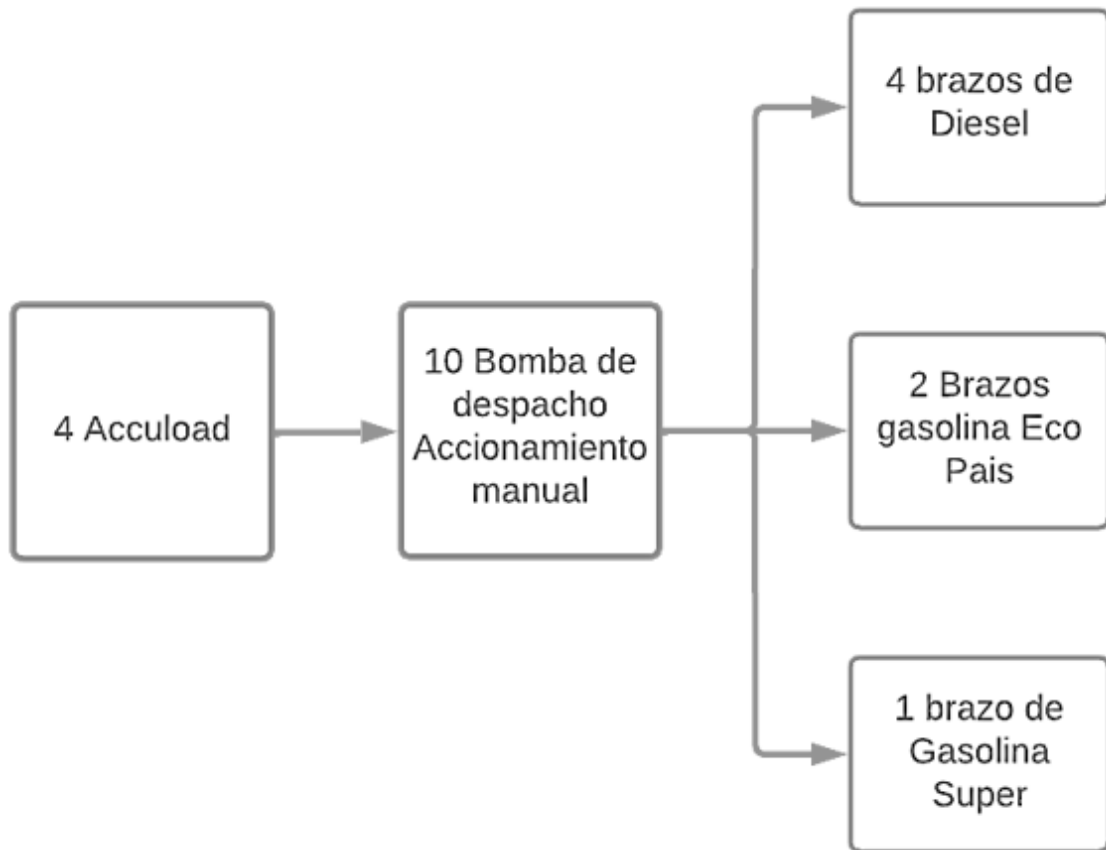 4 Accuload
10 Bomba de
despacho
Accionamiento
manual
4 brazos de
Diesel
2 Brazos
gasolina Eco
Pais
1 brazo de
Gasolina
Super